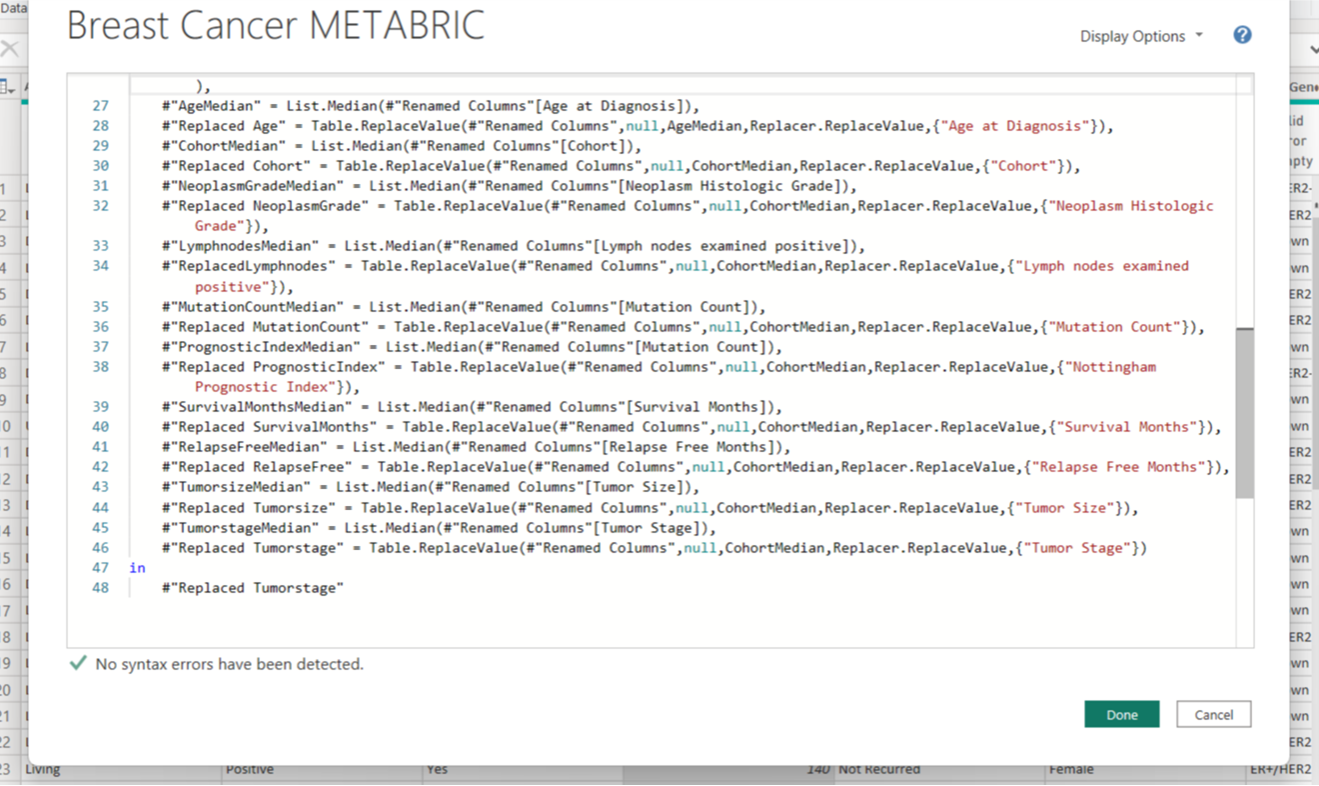 Data
Breast Cancer METABRIC
Display Options
?
),
27 #"AgeMedian" = List.Median(#"Renamed Columns"[Age at Diagnosis]),
28 #"Replaced Age" = Table.ReplaceValue(#"Renamed Columns",null,AgeMedian,Replacer.ReplaceValue,{"Age at Diagnosis"}),
29 #"CohortMedian" = List.Median(#"Renamed Columns"[Cohort]),
30 #"Replaced Cohort" = Table.ReplaceValue(#"Renamed Columns",null,CohortMedian,Replacer.ReplaceValue,{"Cohort"}),
31 #"NeoplasmGradeMedian" = List.Median(#"Renamed Columns"[Neoplasm Histologic Grade]),
32 #"Replaced NeoplasmGrade" = Table.ReplaceValue(#"Renamed Columns",null,CohortMedian,Replacer.ReplaceValue,{"Neoplasm Histologic
Grade"}),
33 #"LymphnodesMedian" = List.Median(#"Renamed Columns"[Lymph nodes examined positive]),
34 #"ReplacedLymphnodes" = Table.ReplaceValue(#"Renamed Columns",null,CohortMedian,Replacer.ReplaceValue,{"Lymph nodes examined
positive"}),
35 #"MutationCountMedian" = List.Median(#"Renamed Columns"[Mutation Count]),
36 #"Replaced MutationCount" = Table.ReplaceValue(#"Renamed Columns",null,CohortMedian,Replacer.ReplaceValue,{"Mutation Count"}),
37 #"PrognosticIndexMedian" = List.Median(#"Renamed Columns"[Mutation Count]),
38 #"Replaced PrognosticIndex" = Table.ReplaceValue(#"Renamed Columns",null,CohortMedian,Replacer.ReplaceValue,{"Nottingham
Prognostic Index"}),
39 #"SurvivalMonthsMedian" = List.Median(#"Renamed Columns"[Survival Months]),
40 #"Replaced SurvivalMonths" = Table.ReplaceValue(#"Renamed Columns",null,CohortMedian,Replacer.ReplaceValue,{"Survival Months"}),
41 #"RelapseFreeMedian" = List.Median(#"Renamed Columns"[Relapse Free Months]),
42 #"Replaced RelapseFree" = Table.ReplaceValue(#"Renamed Columns",null,CohortMedian,Replacer.ReplaceValue,{"Relapse Free Months"}),
43 #"TumorsizeMedian" = List.Median(#"Renamed Columns"[Tumor Size]),
44 #"Replaced Tumorsize" = Table.ReplaceValue(#"Renamed Columns",null,CohortMedian,Replacer.ReplaceValue,{"Tumor Size"}),
45 #"TumorstageMedian" = List.Median(#"Renamed Columns"[Tumor Stage]),
46 #"Replaced Tumorstage" = Table.ReplaceValue(#"Renamed Columns",null,CohortMedian,Replacer.ReplaceValue,{"Tumor Stage"})
47 in
48 #"Replaced Tumorstage"
No syntax errors have been detected.
Done Cancel
Living Positive Yes 140 Not Recurred Female ER+/HER2